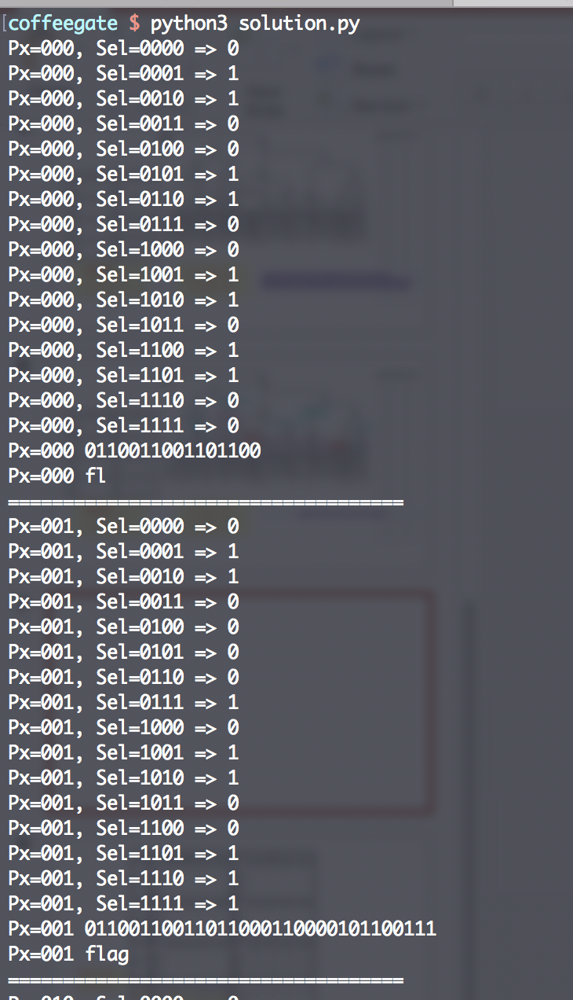 [coffeegate $ python3 solution.py
Px=000, Sel=0000 => 0
Px=000, Sel=0001 => 1
Px=000, Sel=0010 => 1
Px=000, Sel=0011 => 0
Px=000, Sel=0100 => 0
Px=000, Sel=0101 => 1
Px=000, Sel=0110 => 1
Px=000, Sel=0111 => 0
Px=000, Sel=1000 => 0
Px=000, Sel=1001 => 1
Px=000, Sel=1010 => 1
Px=000, Sel=1011 => 0
Px=000, Sel=1100 => 1
Px=000, Sel=1101 => 1
Px=000, Sel=1110 => 0
Px=000, Sel=1111 => 0
Px=000 0110011001101100
Px=000 fl
====================================
Px=001, Sel=0000 => 0
Px=001, Sel=0001 => 1
Px=001, Sel=0010 => 1
Px=001, Sel=0011 => 0
Px=001, Sel=0100 => 0
Px=001, Sel=0101 => 0
Px=001, Sel=0110 => 0
Px=001, Sel=0111 => 1
Px=001, Sel=1000 => 0
Px=001, Sel=1001 => 1
Px=001, Sel=1010 => 1
Px=001, Sel=1011 => 0
Px=001, Sel=1100 => 0
Px=001, Sel=1101 => 1
Px=001, Sel=1110 => 1
Px=001, Sel=1111 => 1
Px=001 01100110011011000110000101100111
Px=001 flag
====================================
Px=010, Sel=0000 => 0